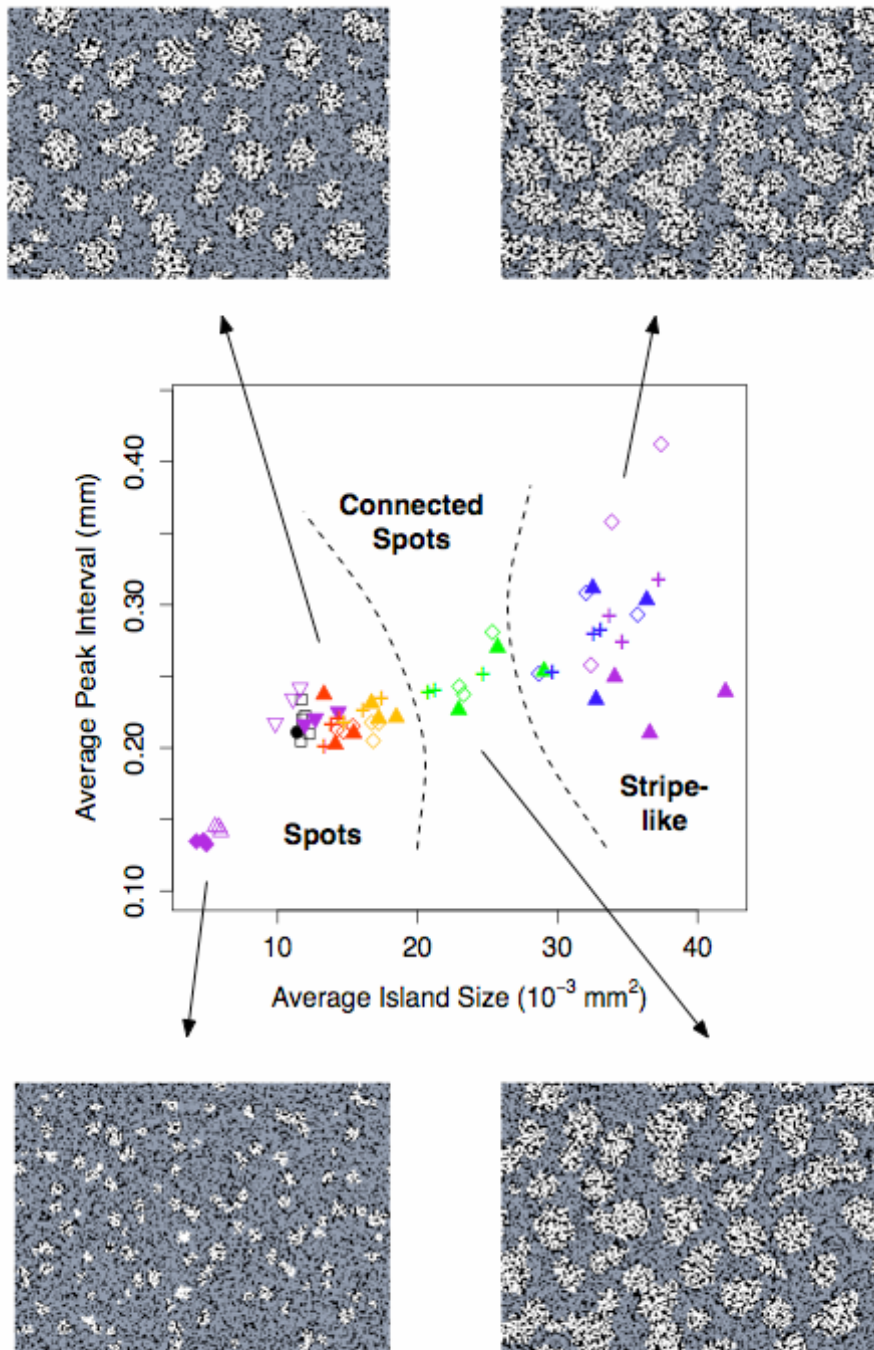 Connected
Spots
Stripe-
like
Spots
Average Peak Interval (mm)
0.40
0.30
0.20
0.10
10 20 30 40
Average Island Size (10⁻³ mm²)